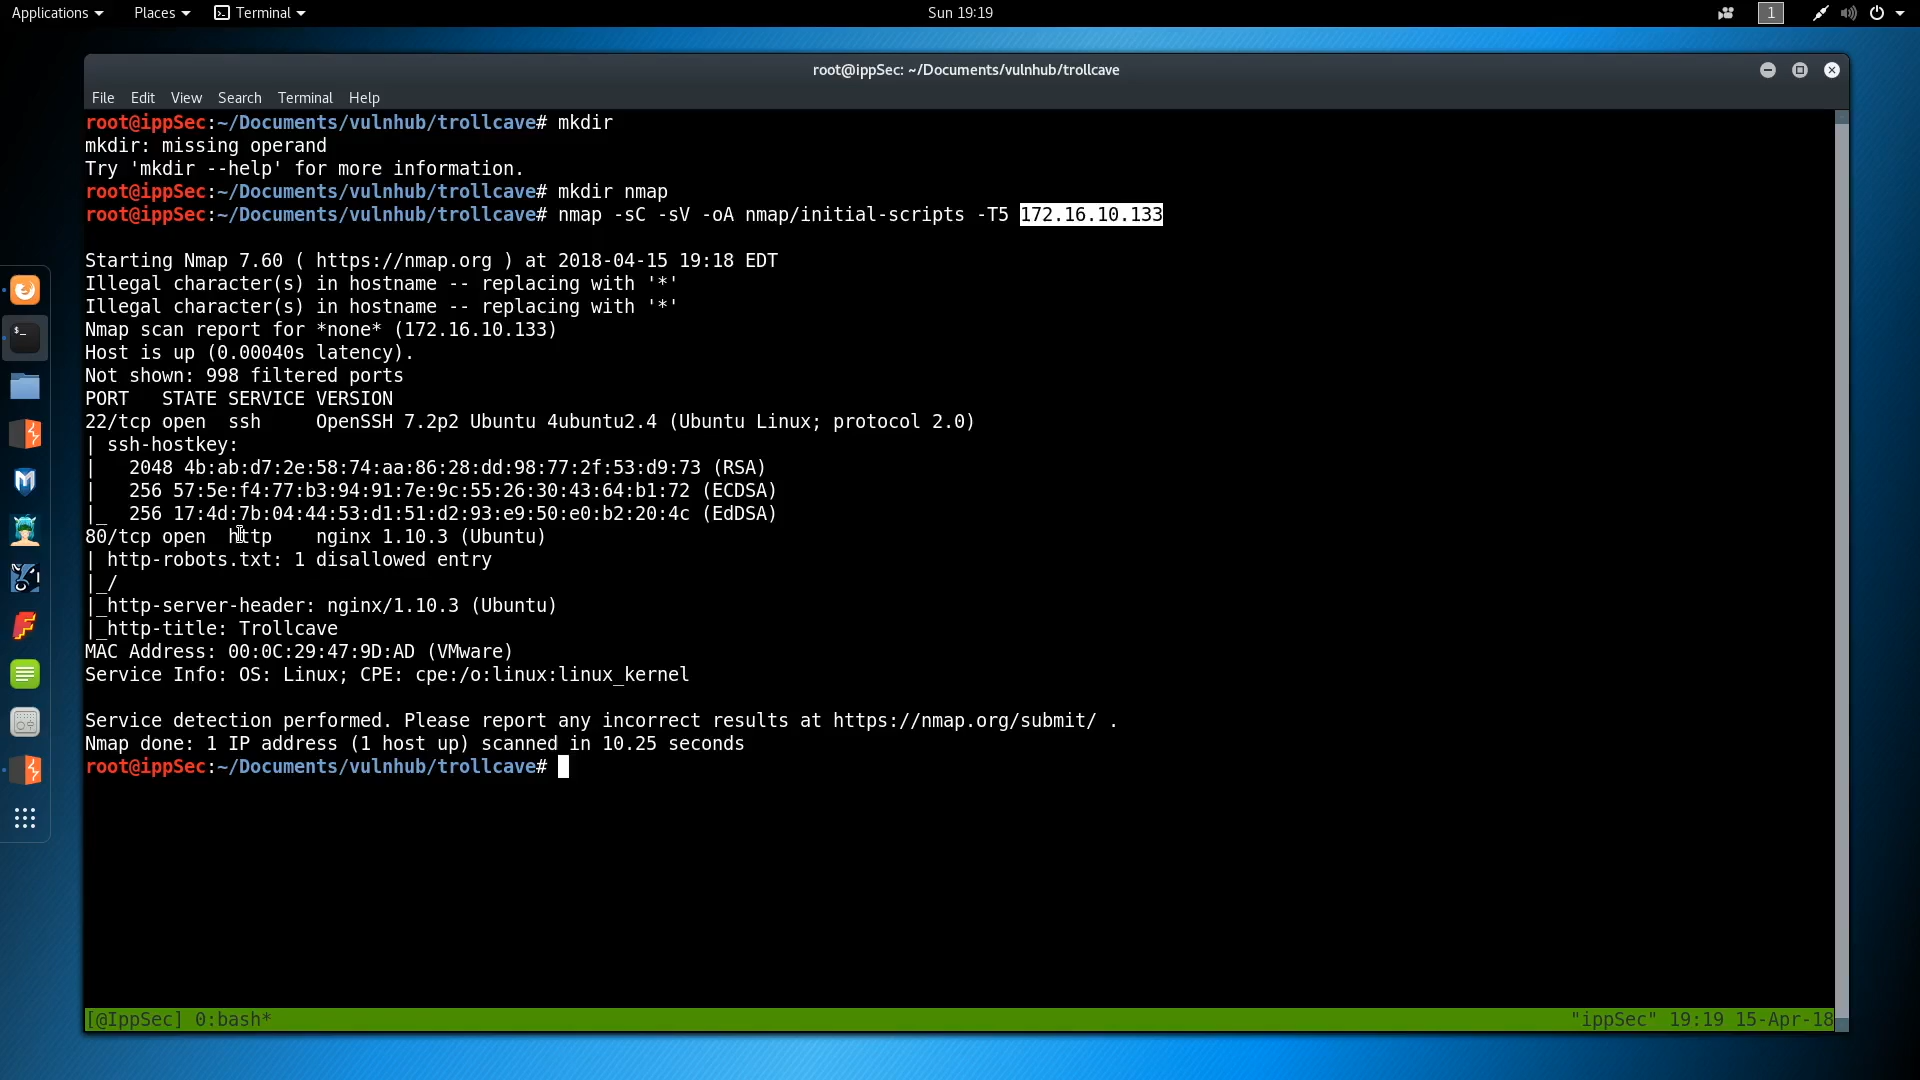 Applications Places Terminal Sun 19:19 1
root@ippSec: ~/Documents/vulnhub/trollcave
File Edit View Search Terminal Help
root@ippSec:~/Documents/vulnhub/trollcave# mkdir
mkdir: missing operand
Try 'mkdir --help' for more information.
root@ippSec:~/Documents/vulnhub/trollcave# mkdir nmap
root@ippSec:~/Documents/vulnhub/trollcave# nmap -sC -sV -oA nmap/initial-scripts -T5 172.16.10.133
Starting Nmap 7.60 ( https://nmap.org ) at 2018-04-15 19:18 EDT
Illegal character(s) in hostname -- replacing with '*'
Illegal character(s) in hostname -- replacing with '*'
Nmap scan report for *none* (172.16.10.133)
Host is up (0.00040s latency).
Not shown: 998 filtered ports
PORT   STATE SERVICE VERSION
22/tcp open  ssh     OpenSSH 7.2p2 Ubuntu 4ubuntu2.4 (Ubuntu Linux; protocol 2.0)
| ssh-hostkey:
|   2048 4b:ab:d7:2e:58:74:aa:86:28:dd:98:77:2f:53:d9:73 (RSA)
|   256 57:5e:f4:77:b3:94:91:7e:9c:55:26:30:43:64:b1:72 (ECDSA)
|_  256 17:4d:7b:04:44:53:d1:51:d2:93:e9:50:e0:b2:20:4c (EdDSA)
80/tcp open  http    nginx 1.10.3 (Ubuntu)
| http-robots.txt: 1 disallowed entry
|_/
|_http-server-header: nginx/1.10.3 (Ubuntu)
|_http-title: Trollcave
MAC Address: 00:0C:29:47:9D:AD (VMware)
Service Info: OS: Linux; CPE: cpe:/o:linux:linux_kernel
Service detection performed. Please report any incorrect results at https://nmap.org/submit/ .
Nmap done: 1 IP address (1 host up) scanned in 10.25 seconds
root@ippSec:~/Documents/vulnhub/trollcave#
[@IppSec] 0:bash* "ippSec" 19:19 15-Apr-18